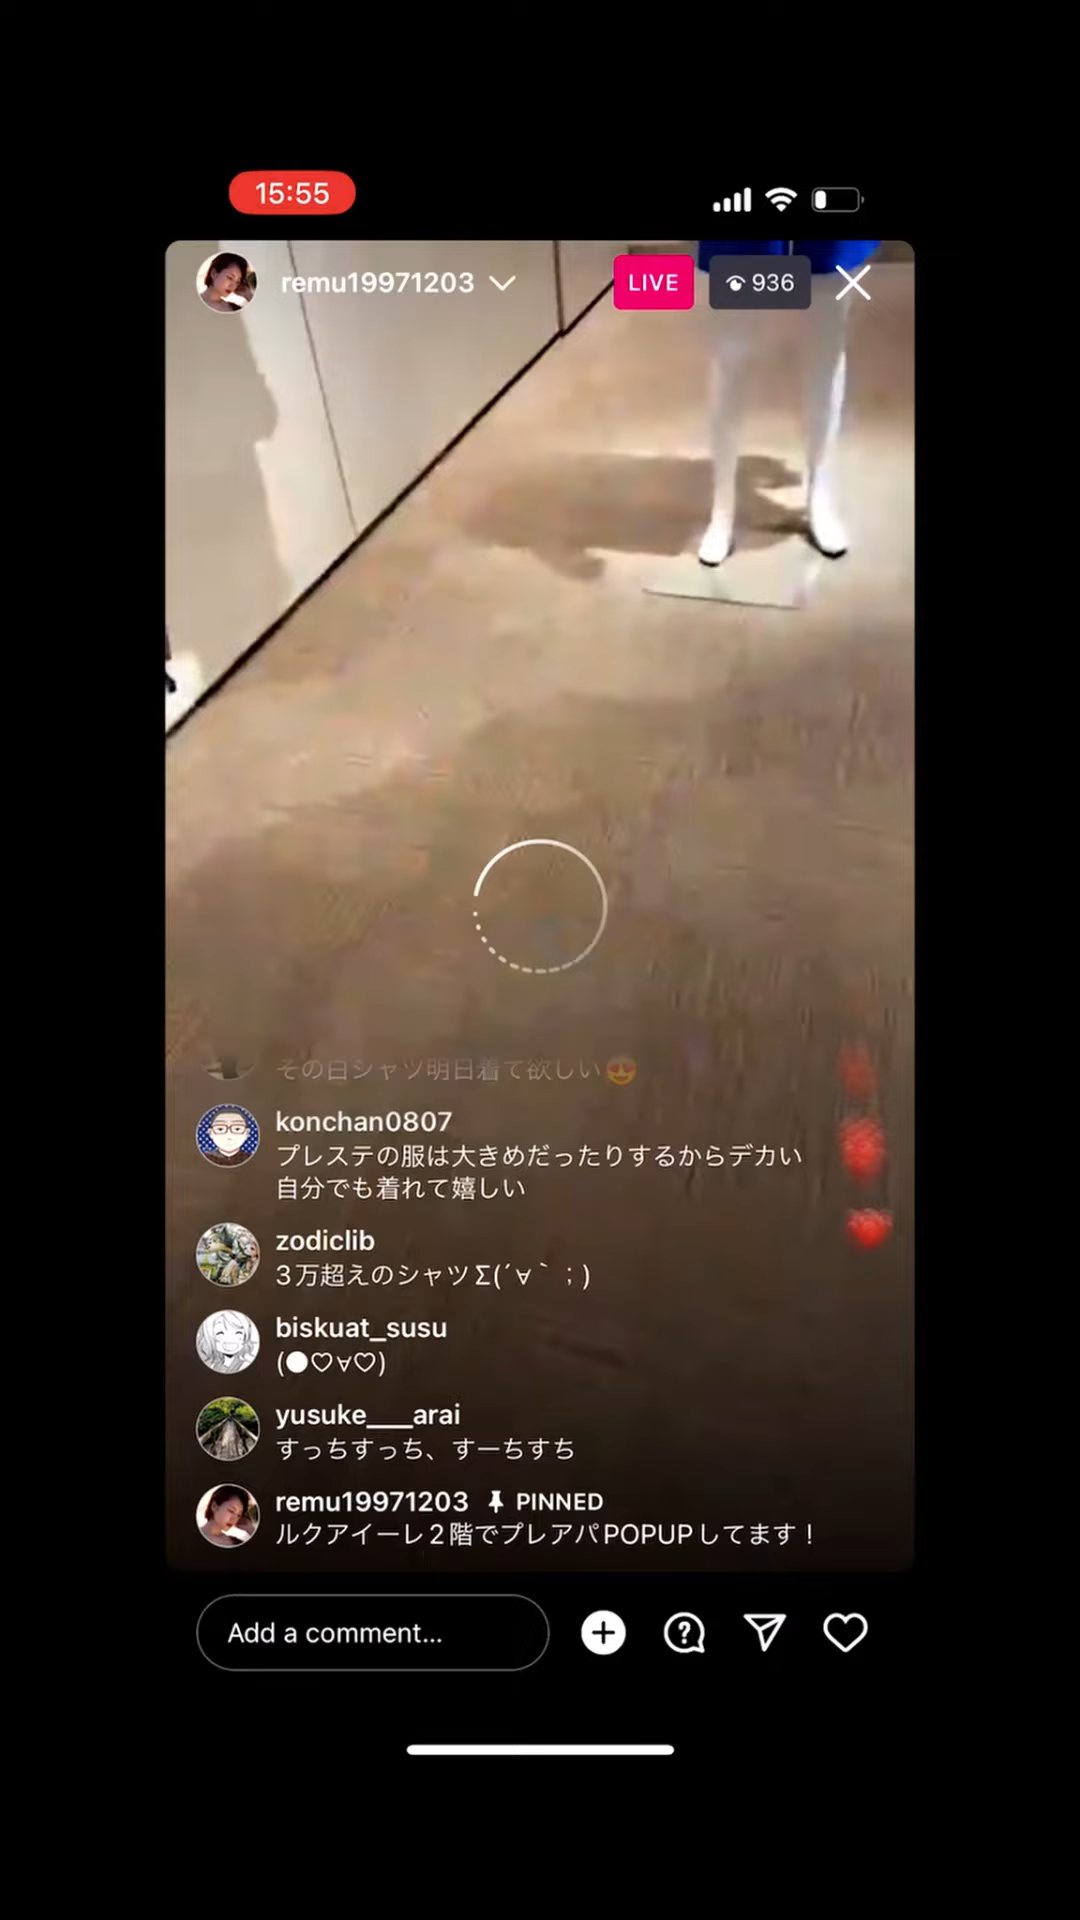 15:55
remu19971203
LIVE
936
その白シャツ明日着て欲しい😍
konchan0807
プレステの服は大きめだったりするからデカい
自分でも着れて嬉しい
zodiclib
3万超えのシャツΣ(´∀｀；)
biskuat_susu
(●♡∀♡)
yusuke___arai
すっちすっち、すーちすち
remu19971203 PINNED
ルクアイーレ2階でプレアパPOPUPしてます！
Add a comment...